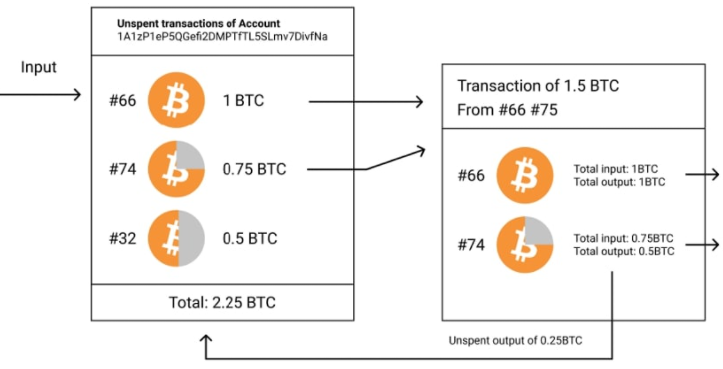 Unspent transactions of Account
1A1zP1eP5QGefi2DMPTfTL5SLmv7DivfNa
Input
#66 1 BTC
#74 0.75 BTC
#32 0.5 BTC
Total: 2.25 BTC
Transaction of 1.5 BTC
From #66 #75
#66 Total input: 1BTC
Total output: 1BTC
#74 Total input: 0.75BTC
Total output: 0.5BTC
Unspent output of 0.25BTC